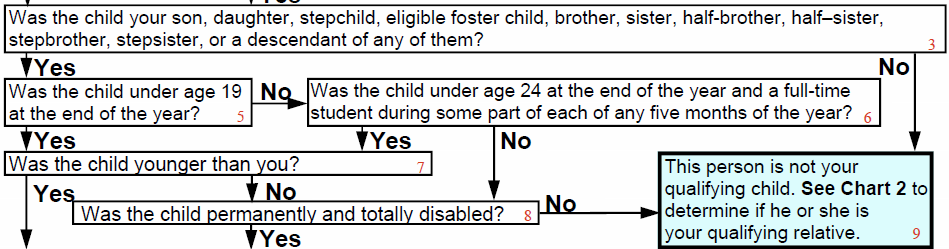 Yes
Was the child your son, daughter, stepchild, eligible foster child, brother, sister, half-brother, half–sister,
stepbrother, stepsister, or a descendant of any of them? 3
Yes
No
Was the child under age 19
at the end of the year? 5
No
Was the child under age 24 at the end of the year and a full-time
student during some part of each of any five months of the year? 6
Yes
Yes
No
Was the child younger than you? 7
This person is not your
qualifying child. See Chart 2 to
determine if he or she is
your qualifying relative. 9
Yes
No
Was the child permanently and totally disabled? 8
No
Yes